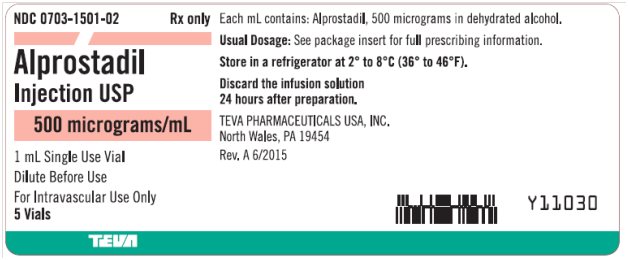 NDC 0703-1501-02 Rx only
Alprostadil
Injection USP
500 micrograms/mL
1 mL Single Use Vial
Dilute Before Use
For Intravascular Use Only
5 Vials
Each mL contains: Alprostadil, 500 micrograms in dehydrated alcohol.
Usual Dosage: See package insert for full prescribing information.
Store in a refrigerator at 2° to 8°C (36° to 46°F).
Discard the infusion solution
24 hours after preparation.
TEVA PHARMACEUTICALS USA, INC.
North Wales, PA 19454
Rev. A 6/2015
Y11030
TEVA